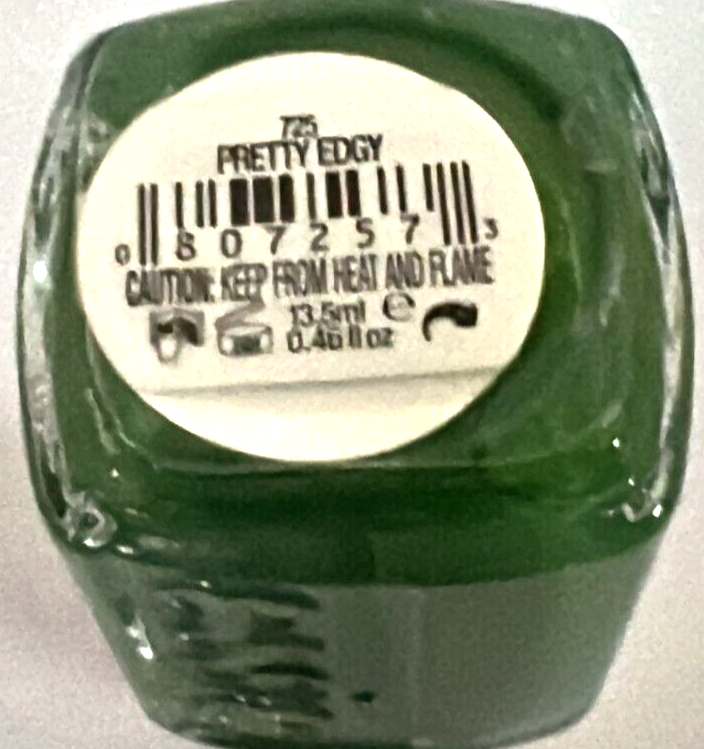 725
PRETTY EDGY
0 807257 3
CAUTION: KEEP FROM HEAT AND FLAME
13.5ml e
0.46 fl oz